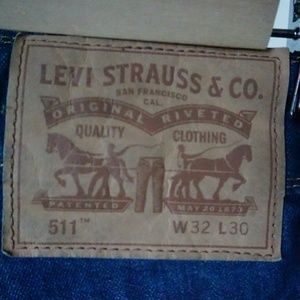 LEVI STRAUSS & CO.
SAN FRANCISCO
CAL.
ORIGINAL RIVETED
QUALITY CLOTHING
PATENTED MAY 20 1873
511™ W32 L30